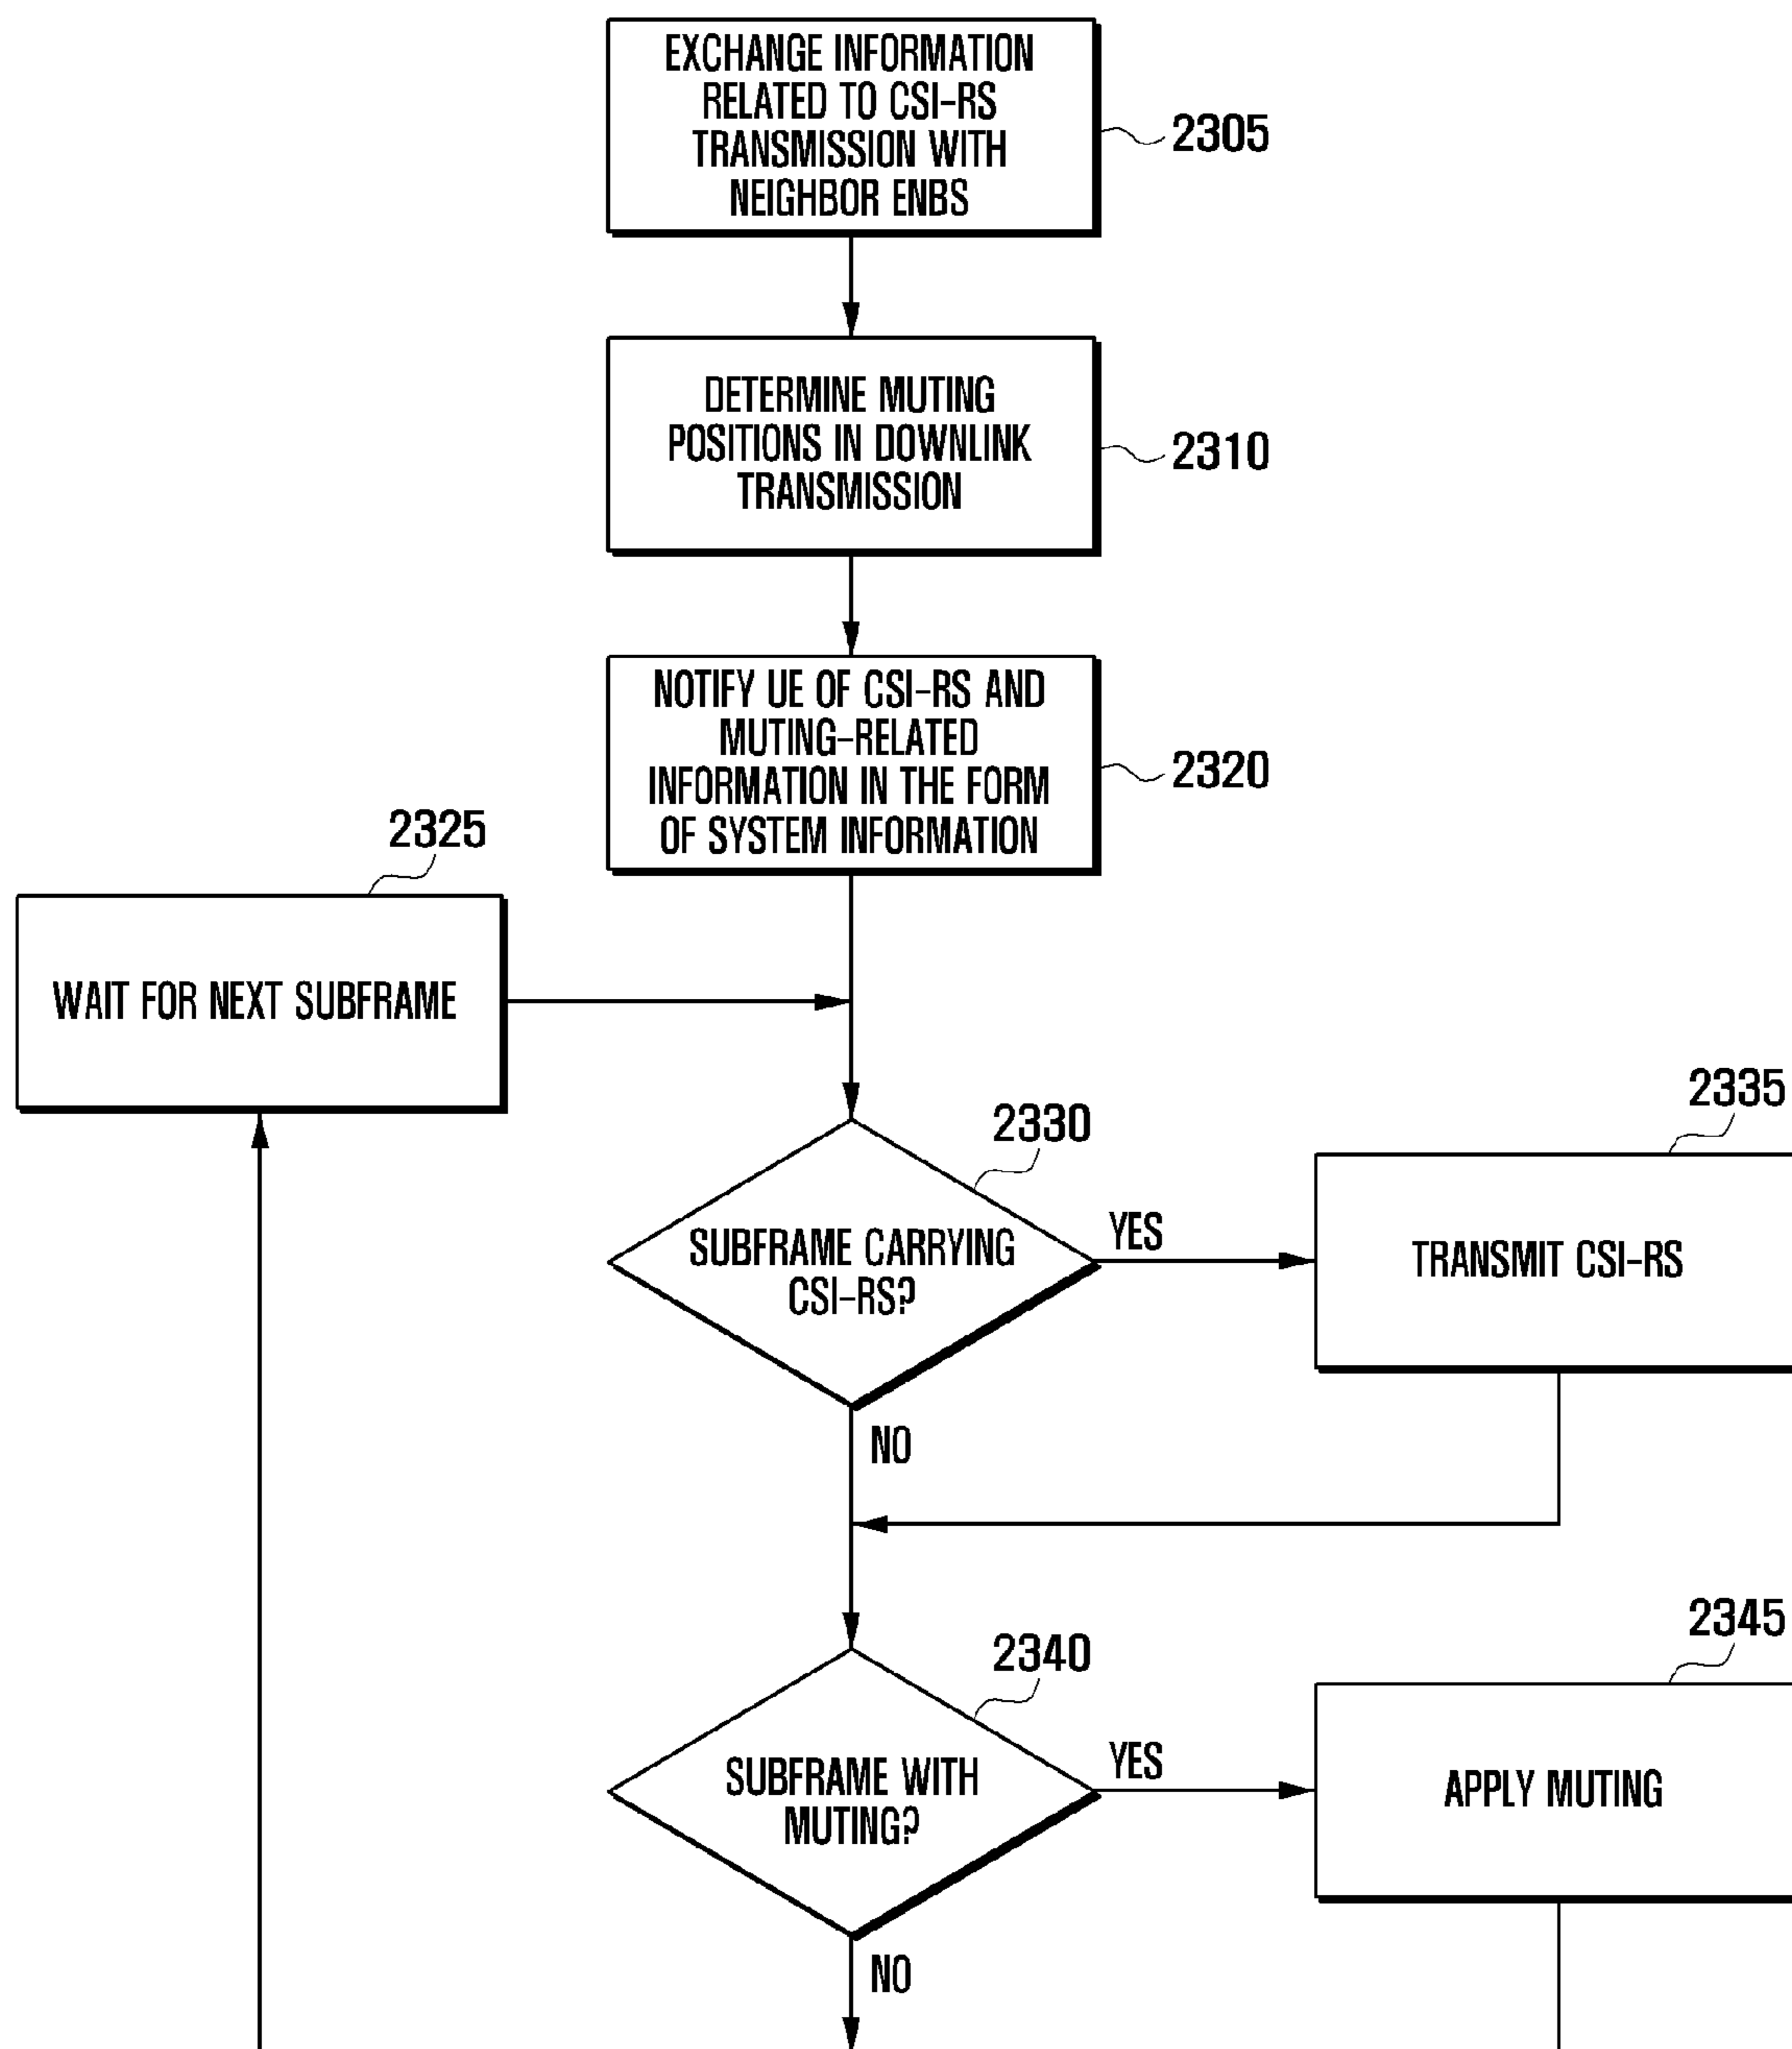 EXCHANGE INFORMATION
RELATED TO CSI-RS
TRANSMISSION WITH
NEIGHBOR ENBS
2305
DETERMINE MUTING
POSITIONS IN DOWNLINK
TRANSMISSION
2310
NOTIFY UE OF CSI-RS AND
MUTING-RELATED
INFORMATION IN THE FORM
OF SYSTEM INFORMATION
2320
2325
WAIT FOR NEXT SUBFRAME
2330
SUBFRAME CARRYING
CSI-RS?
YES
NO
2335
TRANSMIT CSI-RS
2340
SUBFRAME WITH
MUTING?
YES
NO
2345
APPLY MUTING